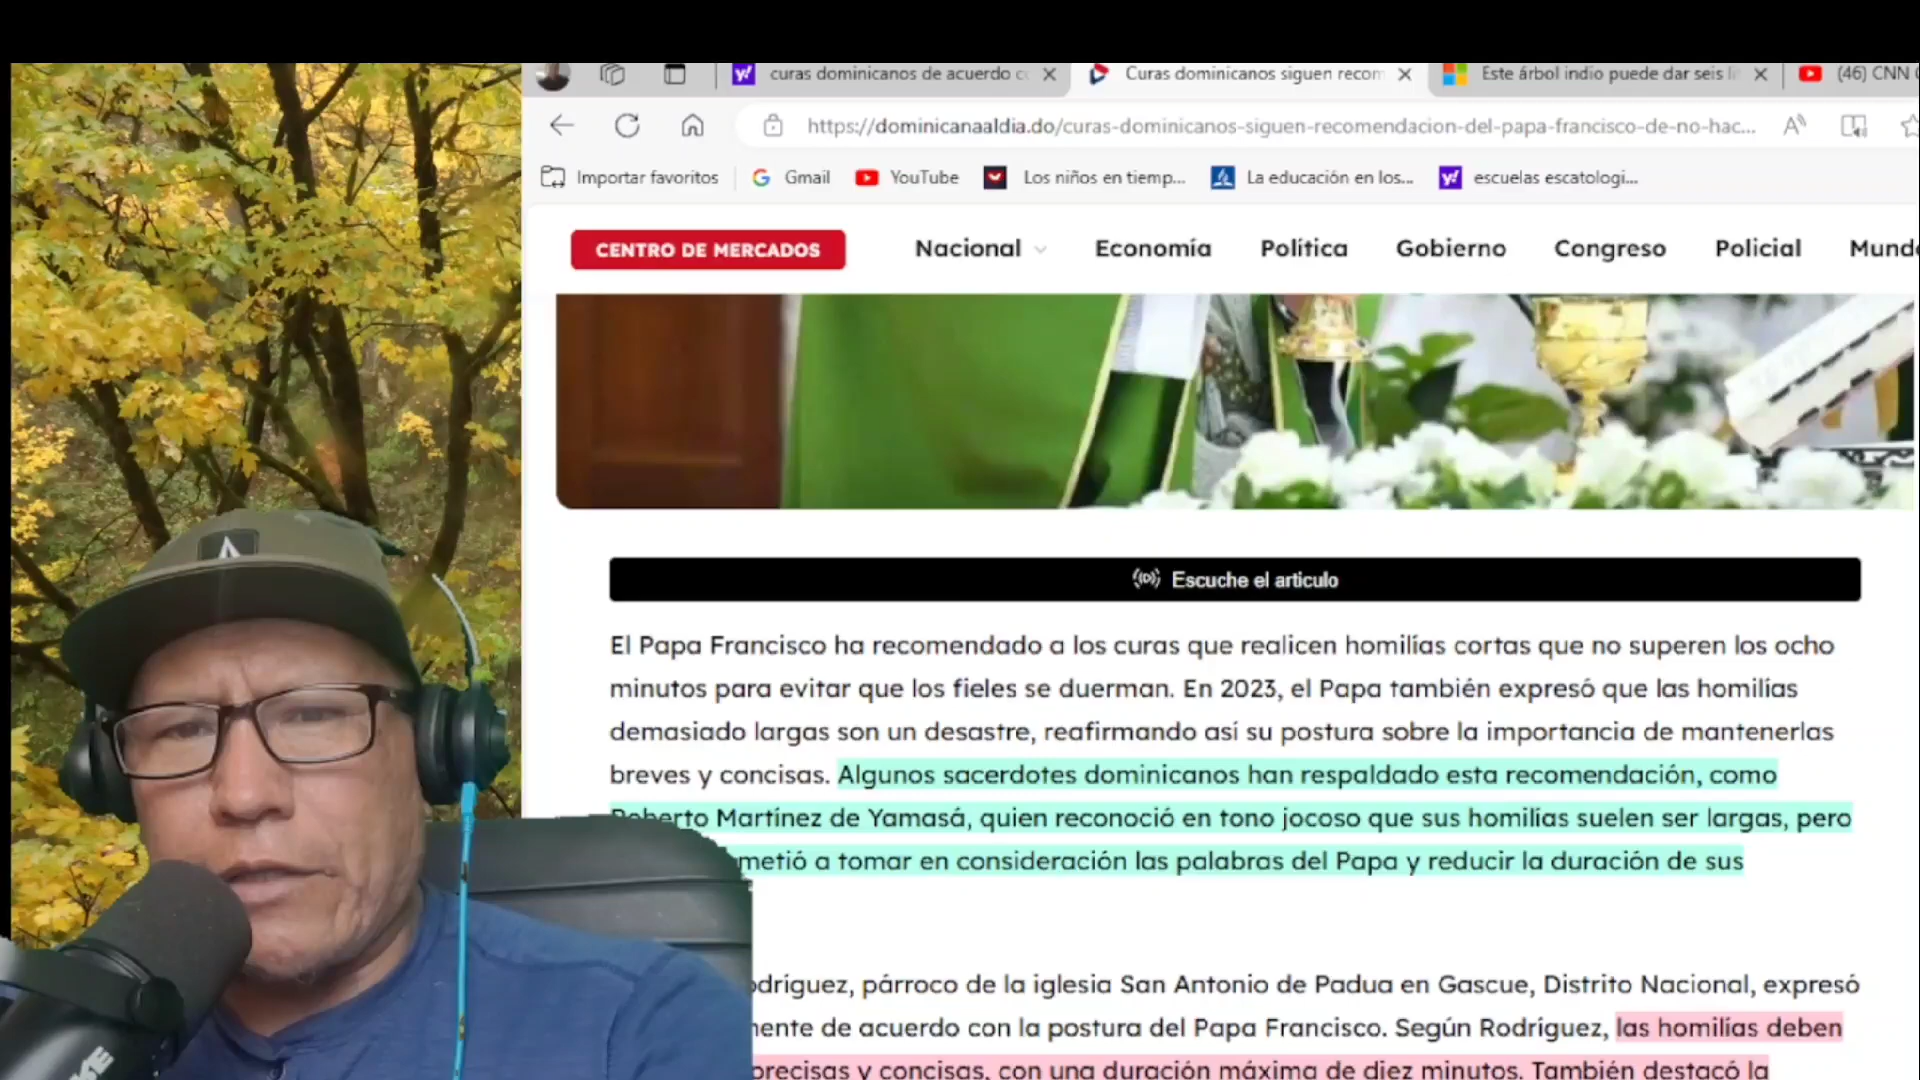 curas dominicanos de acuerdo c
Curas dominicanos siguen recom
Este árbol indio puede dar seis
(46) CNN
https://dominicanaaldia.do/curas-dominicanos-siguen-recomendacion-del-papa-francisco-de-no-hac...
Importar favoritos
Gmail
YouTube
Los niños en tiemp...
La educación en los...
escuelas escatologi...
CENTRO DE MERCADOS
Nacional
Economía
Política
Gobierno
Congreso
Policial
Mund
Escuche el articulo
El Papa Francisco ha recomendado a los curas que realicen homilías cortas que no superen los ocho
minutos para evitar que los fieles se duerman. En 2023, el Papa también expresó que las homilías
demasiado largas son un desastre, reafirmando así su postura sobre la importancia de mantenerlas
breves y concisas. Algunos sacerdotes dominicanos han respaldado esta recomendación, como
Roberto Martínez de Yamasá, quien reconoció en tono jocoso que sus homilías suelen ser largas, pero
metió a tomar en consideración las palabras del Papa y reducir la duración de sus
odríguez, párroco de la iglesia San Antonio de Padua en Gascue, Distrito Nacional, expresó
mente de acuerdo con la postura del Papa Francisco. Según Rodríguez, las homilías deben
precisas y concisas, con una duración máxima de diez minutos. También destacó la